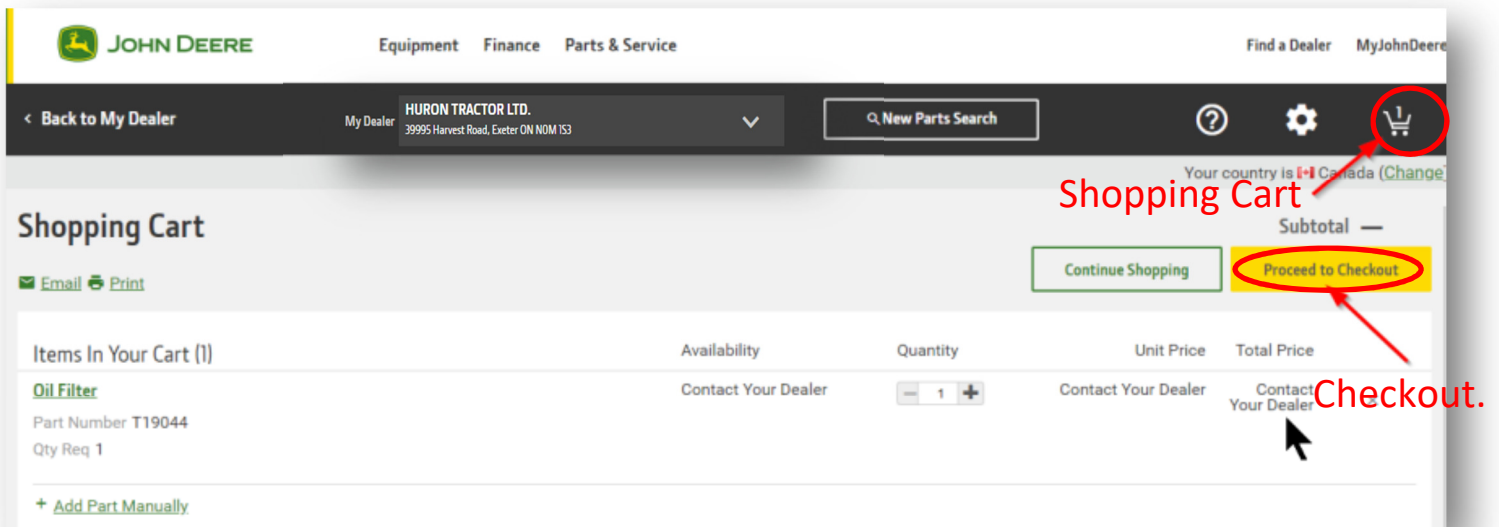 JOHN DEERE Equipment Finance Parts & Service Find a Dealer MyJohnDeere
< Back to My Dealer My Dealer HURON TRACTOR LTD. New Parts Search 1
39995 Harvest Road, Exeter ON N0M 1S3
Your country is Canada (Change)
Shopping Cart
Shopping Cart Subtotal —
Email Print Continue Shopping Proceed to Checkout
Items In Your Cart (1) Availability Quantity Unit Price Total Price
Oil Filter Contact Your Dealer 1 Contact Your Dealer Contact Your Dealer
Checkout.
Part Number T19044
Qty Req 1
+ Add Part Manually